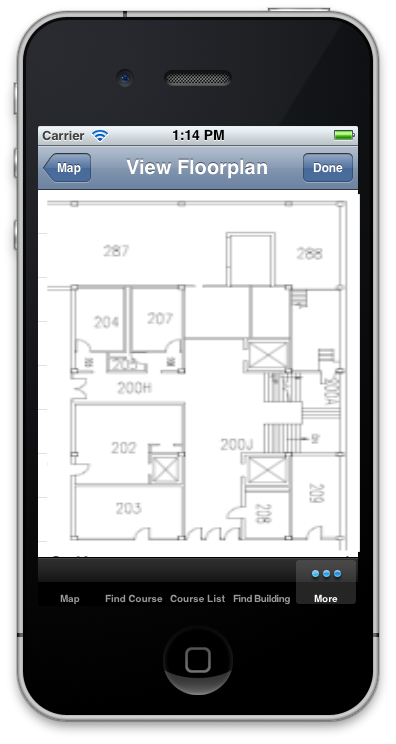 Carrier 1:14 PM
Map View Floorplan Done
287 288
204 207
205
200H
200A
202 200J
203 208 209
Map Find Course Course List Find Building More